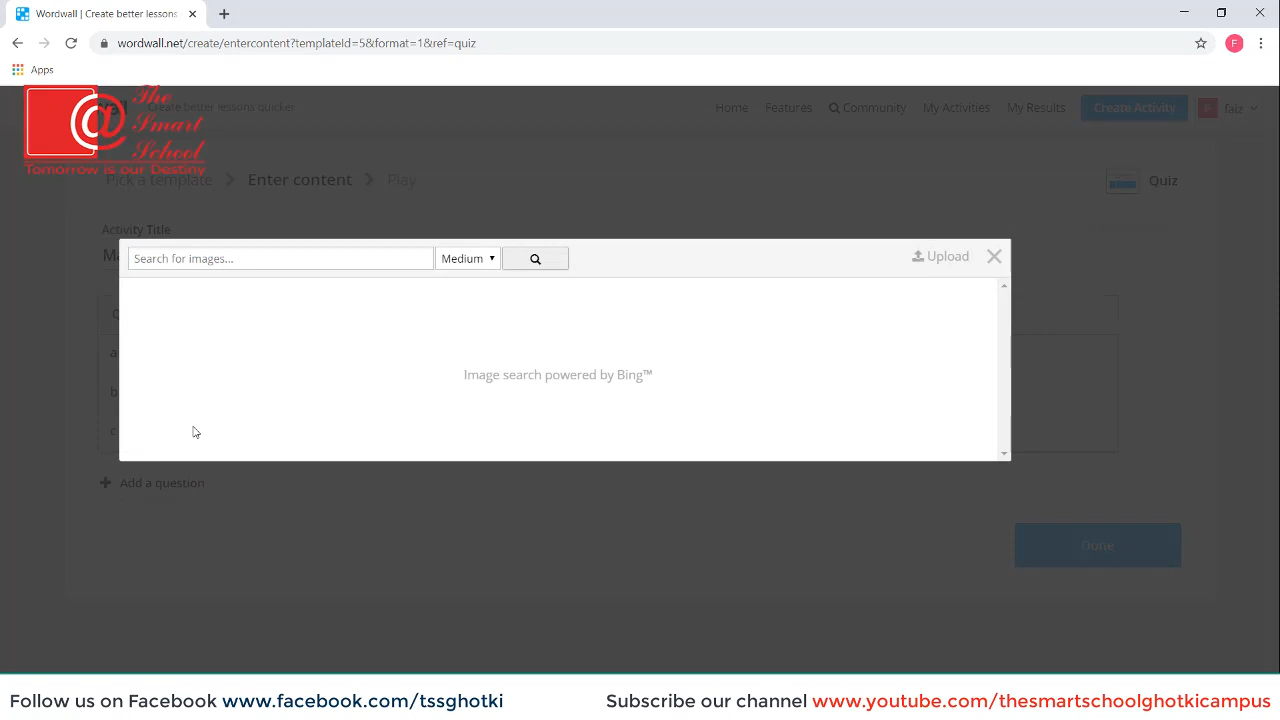 Wordwall | Create better lessons
wordwall.net/create/entercontent?templateId=5&format=1&ref=quiz
F
Apps
Create better lessons quicker
Home Features Community My Activities My Results Create Activity F faiz
@ The Smart School
Tomorrow is our Destiny
Pick a template Enter content Play Quiz
Activity Title
Ma
Search for images... Medium Upload
Image search powered by Bing™
a
b
c
Add a question
Done
Follow us on Facebook www.facebook.com/tssghotki Subscribe our channel www.youtube.com/thesmartschoolghotkicampus